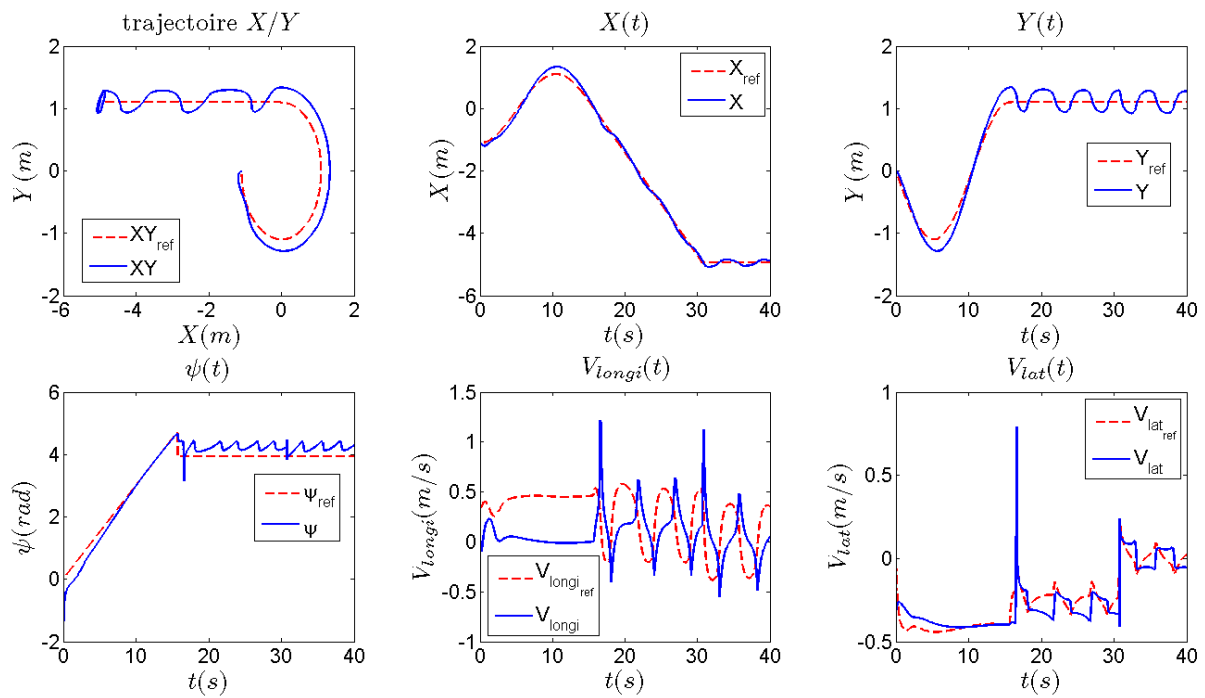 trajectoire X/Y
2
1
0
-1
-2
-6
-4
-2
0
2
Y(m)
X(m)
XY_ref
XY
X(t)
4
2
0
-2
-4
-6
0
10
20
30
40
X(m)
t(s)
X_ref
X
Y(t)
2
1
0
-1
-2
0
10
20
30
40
Y(m)
t(s)
Y_ref
Y
ψ(t)
6
4
2
0
-2
0
10
20
30
40
ψ(rad)
t(s)
ψ_ref
ψ
V_longi(t)
1.5
1
0.5
0
-0.5
-1
0
10
20
30
40
V_longi(m/s)
t(s)
V_longi_ref
V_longi
V_lat(t)
1
0.5
0
-0.5
0
10
20
30
40
V_lat(m/s)
t(s)
V_lat_ref
V_lat